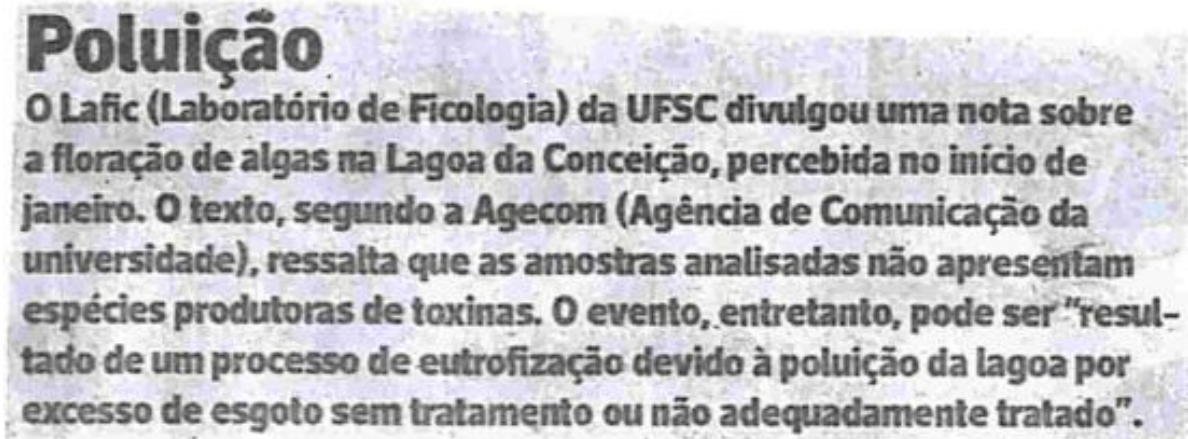 Poluição
O Lafic (Laboratório de Ficologia) da UFSC divulgou uma nota sobre
a floração de algas na Lagoa da Conceição, percebida no início de
janeiro. O texto, segundo a Agecom (Agência de Comunicação da
universidade), ressalta que as amostras analisadas não apresentam
espécies produtoras de toxinas. O evento, entretanto, pode ser "resul-
tado de um processo de eutrofização devido à poluição da lagoa por
excesso de esgoto sem tratamento ou não adequadamente tratado".